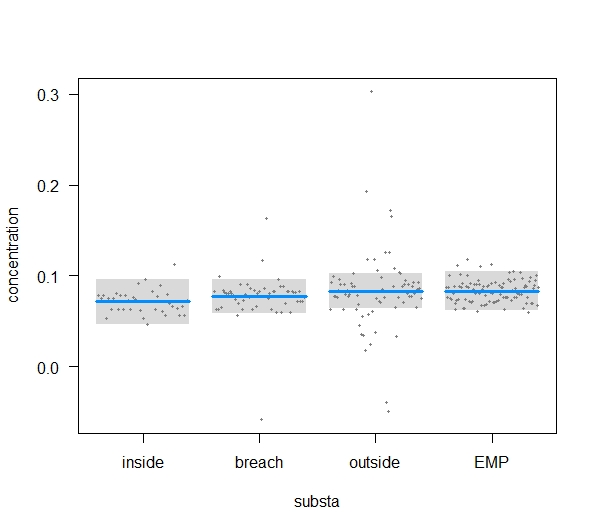 0.3
0.2
0.1
0.0
concentration
inside breach outside EMP
substa